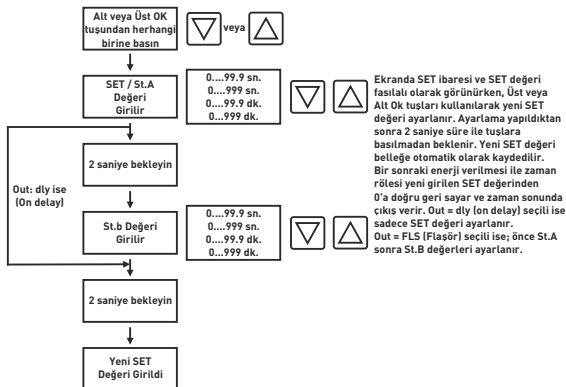 Alt veya Üst OK
tuşundan herhangi
birine basın
veya
SET / St.A
Değeri
Girilir
0....99.9 sn.
0....999 sn.
0....99.9 dk.
0...999 dk.
Ekranda SET ibaresi ve SET değeri
fasılalı olarak görünürken, Üst veya
Alt Ok tuşları kullanılarak yeni SET
değeri ayarlanır. Ayarlama yapıldıktan
sonra 2 saniye süre ile tuşlara
basılmadan beklenir. Yeni SET değeri
belleğe otomatik olarak kaydedilir.
Bir sonraki enerji verilmesi ile zaman
rölesi yeni girilen SET değerinden
0'a doğru geri sayar ve zaman sonunda
çıkış verir. Out = dly (on delay) seçili ise
sadece SET değeri ayarlanır.
Out = FLS (Flaşör) seçili ise; önce St.A
sonra St.B değerleri ayarlanır.
2 saniye bekleyin
Out: dly ise
(On delay)
St.b Değeri
Girilir
0....99.9 sn.
0....999 sn.
0....99.9 dk.
0...999 dk.
2 saniye bekleyin
Yeni SET
Değeri Girildi